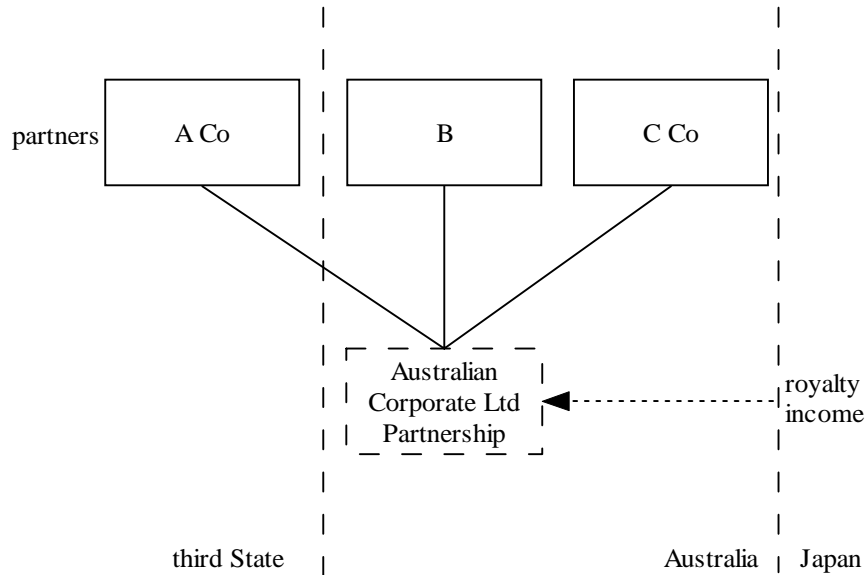 partners
A Co
B
C Co
Australian
Corporate Ltd
Partnership
royalty
income
third State
Australia
Japan